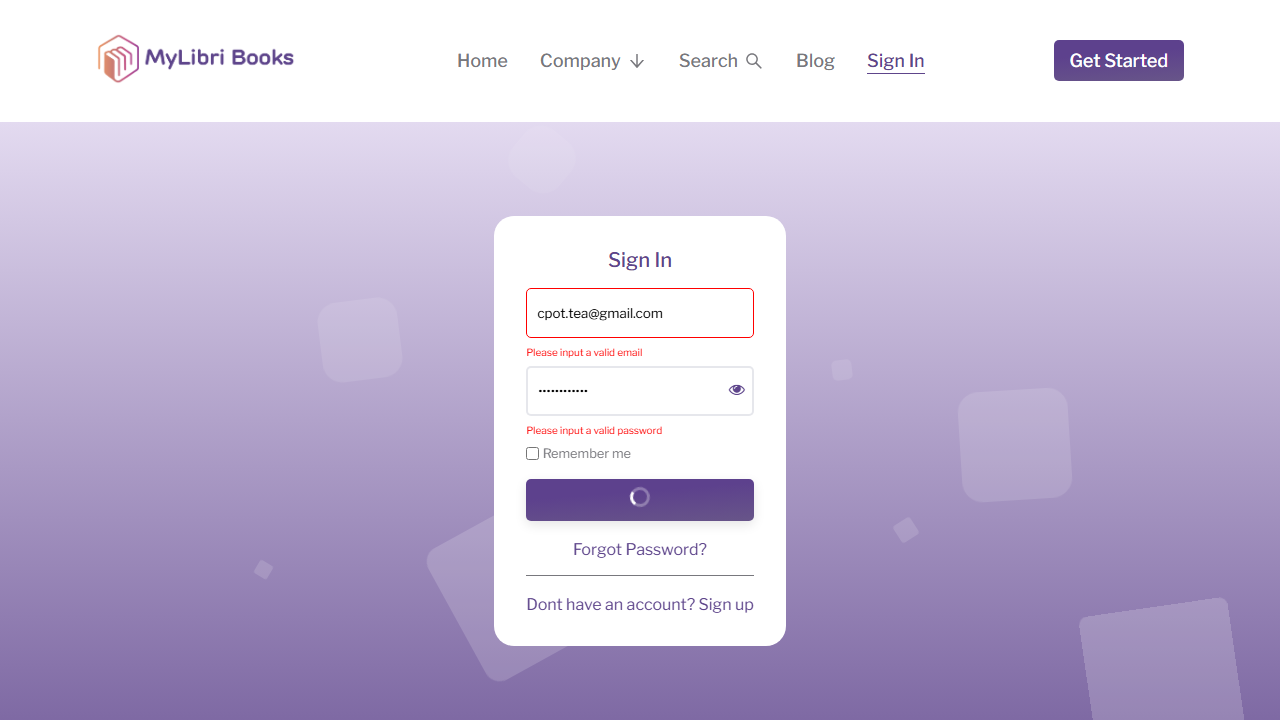 MyLibri Books
Home
Company
Search
Blog
Sign In
Get Started
Sign In
cpot.tea@gmail.com
Please input a valid email
••••••••••••
Please input a valid password
Remember me
Forgot Password?
Dont have an account? Sign up